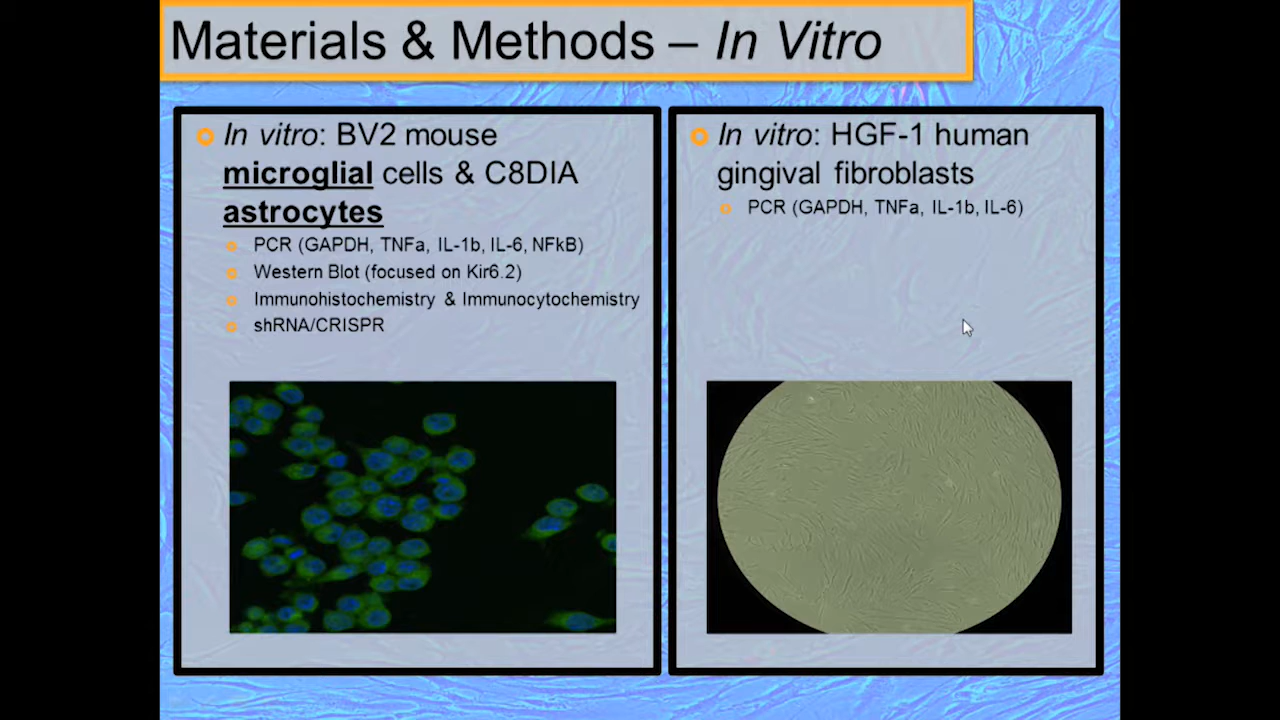 Materials & Methods – In Vitro
In vitro: BV2 mouse
microglial cells & C8DIA
astrocytes
PCR (GAPDH, TNFa, IL-1b, IL-6, NFkB)
Western Blot (focused on Kir6.2)
Immunohistochemistry & Immunocytochemistry
shRNA/CRISPR
In vitro: HGF-1 human
gingival fibroblasts
PCR (GAPDH, TNFa, IL-1b, IL-6)